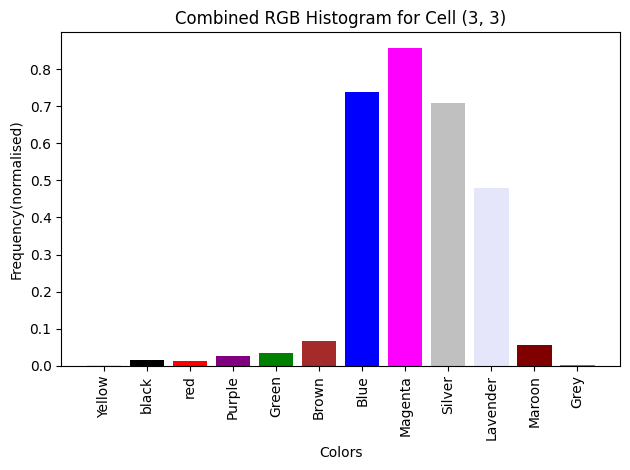 Combined RGB Histogram for Cell (3, 3)
Frequency(normalised)
0.8
0.7
0.6
0.5
0.4
0.3
0.2
0.1
0.0
Yellow
black
red
Purple
Green
Brown
Blue
Magenta
Silver
Lavender
Maroon
Grey
Colors